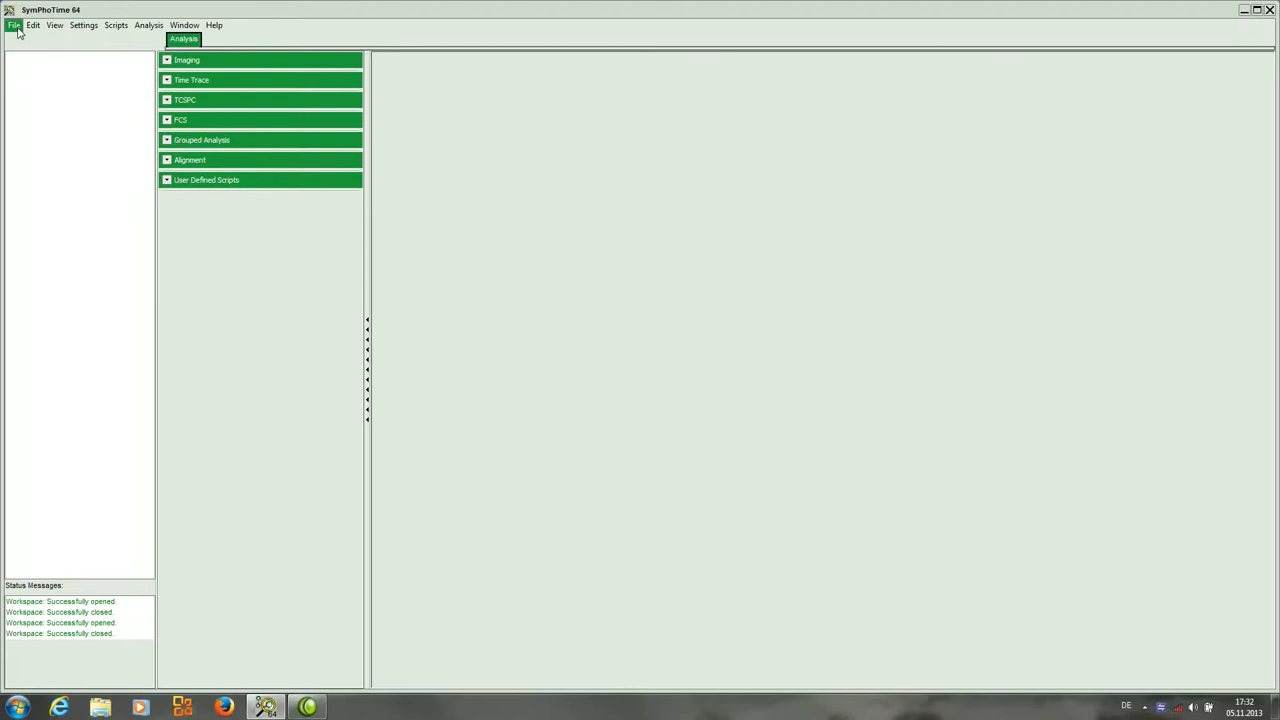 SymPhoTime 64
File Edit View Settings Scripts Analysis Window Help
Analysis
Imaging
Time Trace
TCSPC
FCS
Grouped Analysis
Alignment
User Defined Scripts
Status Messages:
Workspace: Successfully opened.
Workspace: Successfully closed.
Workspace: Successfully opened.
Workspace: Successfully closed.
64
DE
17:32
05.11.2013